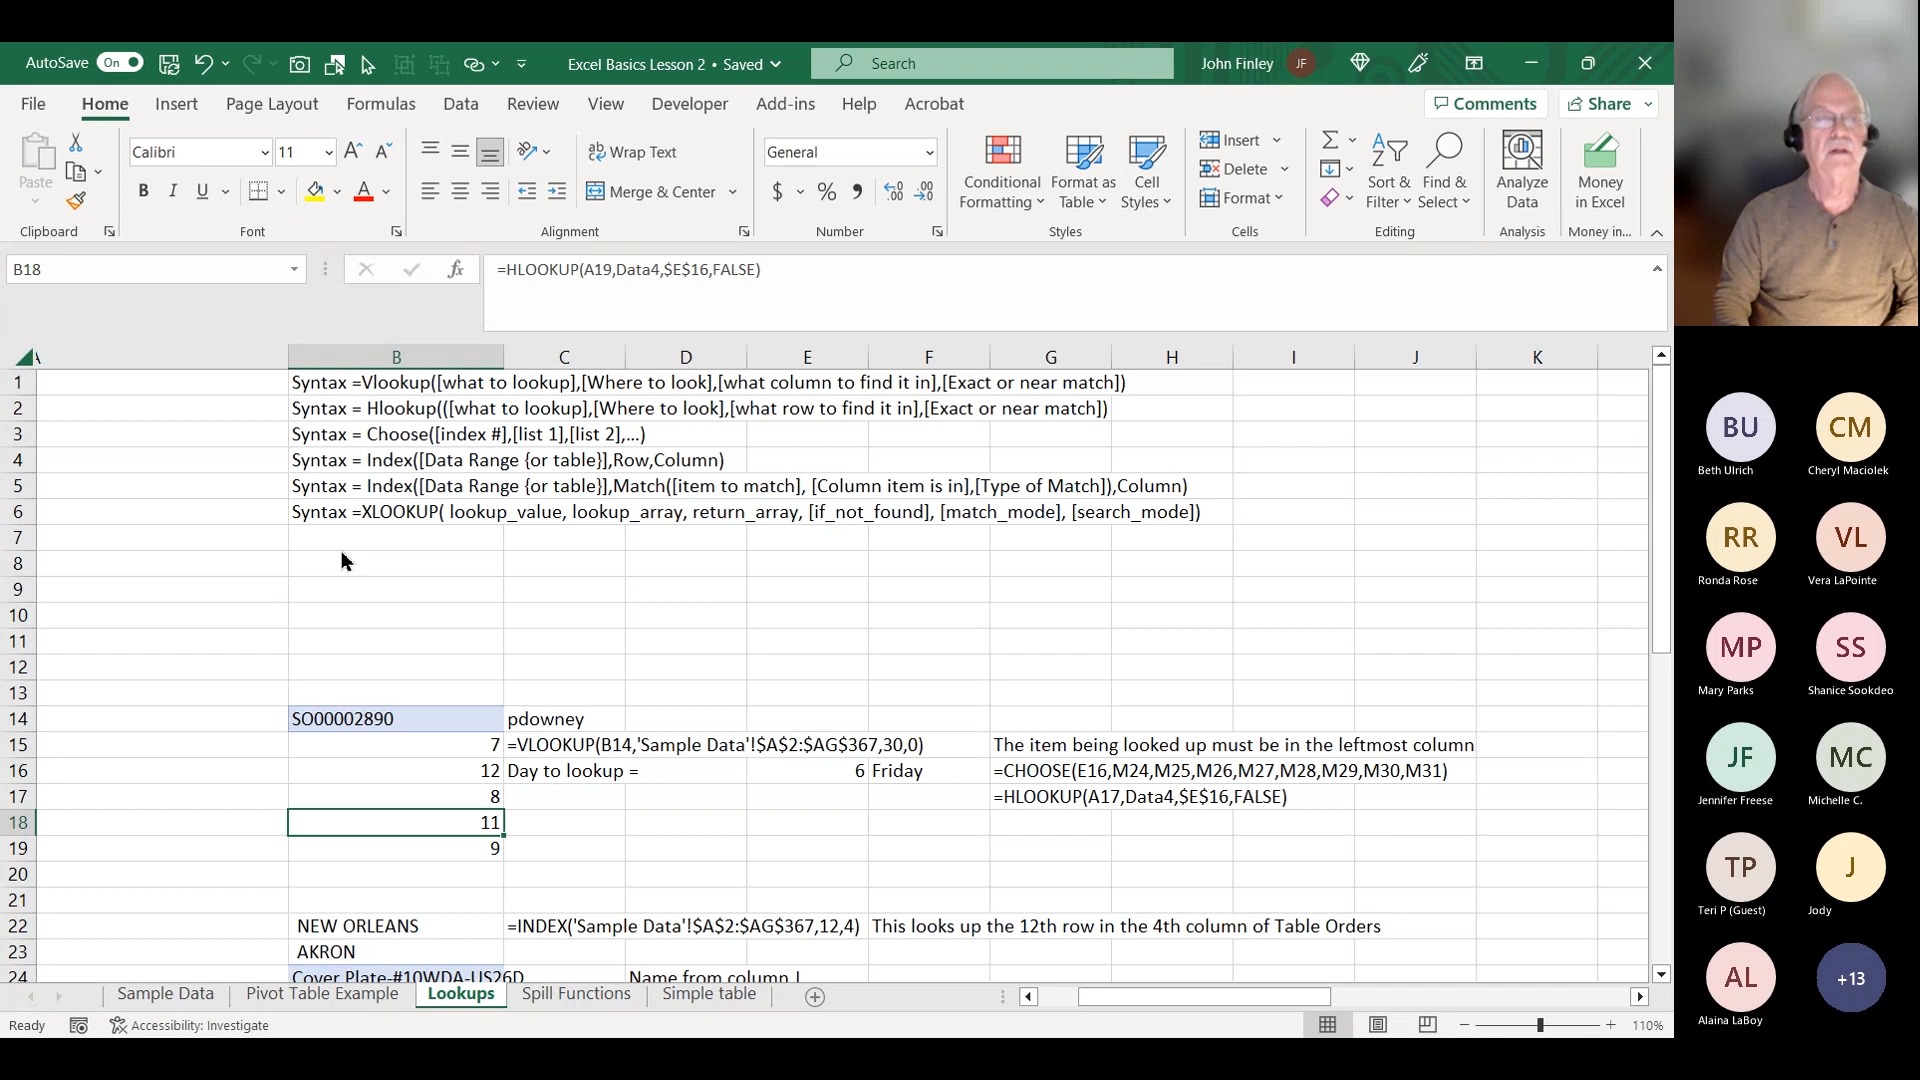 AutoSave On Excel Basics Lesson 2 • Saved Search John Finley JF
File Home Insert Page Layout Formulas Data Review View Developer Add-ins Help Acrobat Comments Share
Paste
Clipboard
Calibri 11
B I U A
Font
Wrap Text
Merge & Center
Alignment
General
$ %
Number
Conditional Formatting
Format as Table
Cell Styles
Styles
Insert
Delete
Format
Cells
Sort & Filter
Find & Select
Editing
Analyze Data
Analysis
Money in Excel
Money in...
B18 fx =HLOOKUP(A19,Data4,$E$16,FALSE)
A B C D E F G H I J K
1 Syntax =Vlookup([what to lookup],[Where to look],[what column to find it in],[Exact or near match])
2 Syntax = Hlookup(([what to lookup],[Where to look],[what row to find it in],[Exact or near match])
3 Syntax = Choose([index #],[list 1],[list 2],...)
4 Syntax = Index([Data Range {or table}],Row,Column)
5 Syntax = Index([Data Range {or table}],Match([item to match], [Column item is in],[Type of Match]),Column)
6 Syntax =XLOOKUP( lookup_value, lookup_array, return_array, [if_not_found], [match_mode], [search_mode])
7
8
9
10
11
12
13
14 SO00002890 pdowney
15 7 =VLOOKUP(B14,'Sample Data'!$A$2:$AG$367,30,0) The item being looked up must be in the leftmost column
16 12 Day to lookup = 6 Friday =CHOOSE(E16,M24,M25,M26,M27,M28,M29,M30,M31)
17 8 =HLOOKUP(A17,Data4,$E$16,FALSE)
18 11
19 9
20
21
22 NEW ORLEANS =INDEX('Sample Data'!$A$2:$AG$367,12,4) This looks up the 12th row in the 4th column of Table Orders
23 AKRON
24 Cover Plate-#10WDA-US26D Name from column J
Sample Data Pivot Table Example Lookups Spill Functions Simple table
Ready Accessibility: Investigate 110%
BU CM
Beth Ulrich Cheryl Maciolek
RR VL
Ronda Rose Vera LaPointe
MP SS
Mary Parks Shanice Sookdeo
JF MC
Jennifer Freese Michelle C.
TP J
Teri P (Guest) Jody
AL +13
Alaina LaBoy